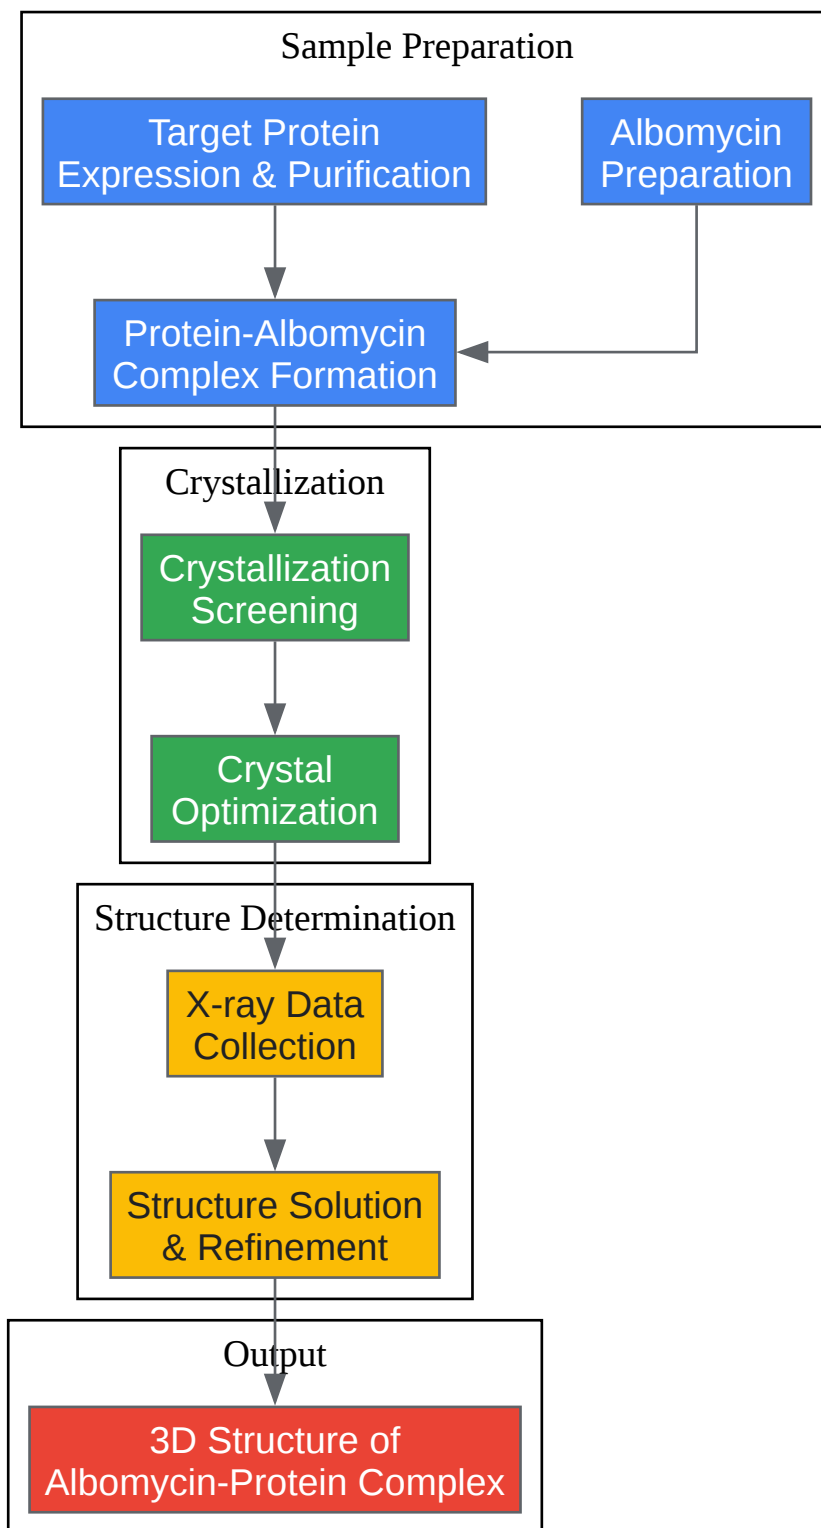 Sample Preparation
Target Protein
Expression & Purification
Albomycin
Preparation
Protein-Albomycin
Complex Formation
Crystallization
Crystallization
Screening
Crystal
Optimization
Structure Determination
X-ray Data
Collection
Structure Solution
& Refinement
Output
3D Structure of
Albomycin-Protein Complex